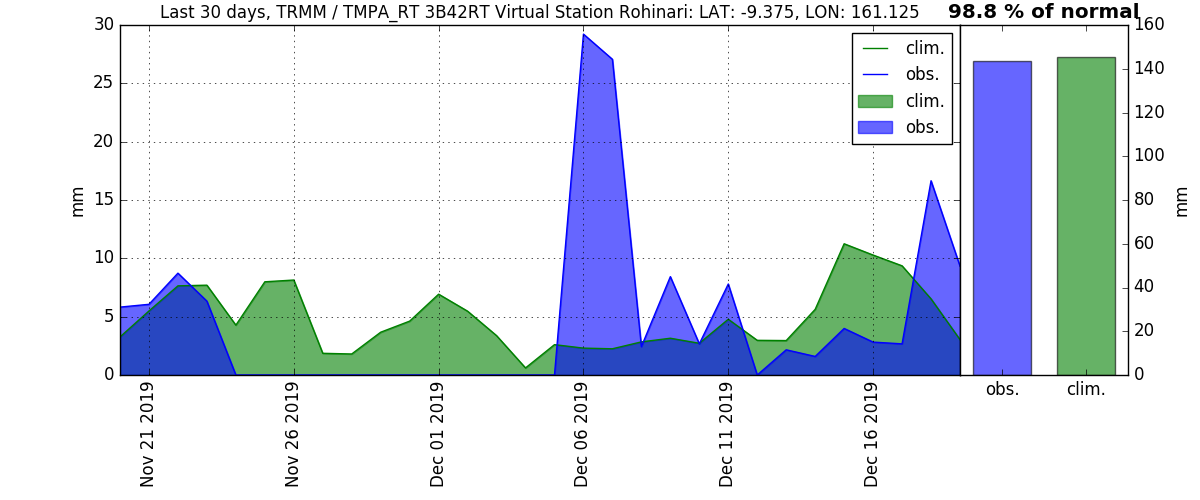 Last 30 days, TRMM / TMPA_RT 3B42RT Virtual Station Rohinari: LAT: -9.375, LON: 161.125
98.8 % of normal
30
25
20
15
10
5
0
mm
clim.
obs.
clim.
obs.
160
140
120
100
80
60
40
20
0
mm
Nov 21 2019
Nov 26 2019
Dec 01 2019
Dec 06 2019
Dec 11 2019
Dec 16 2019
obs.
clim.